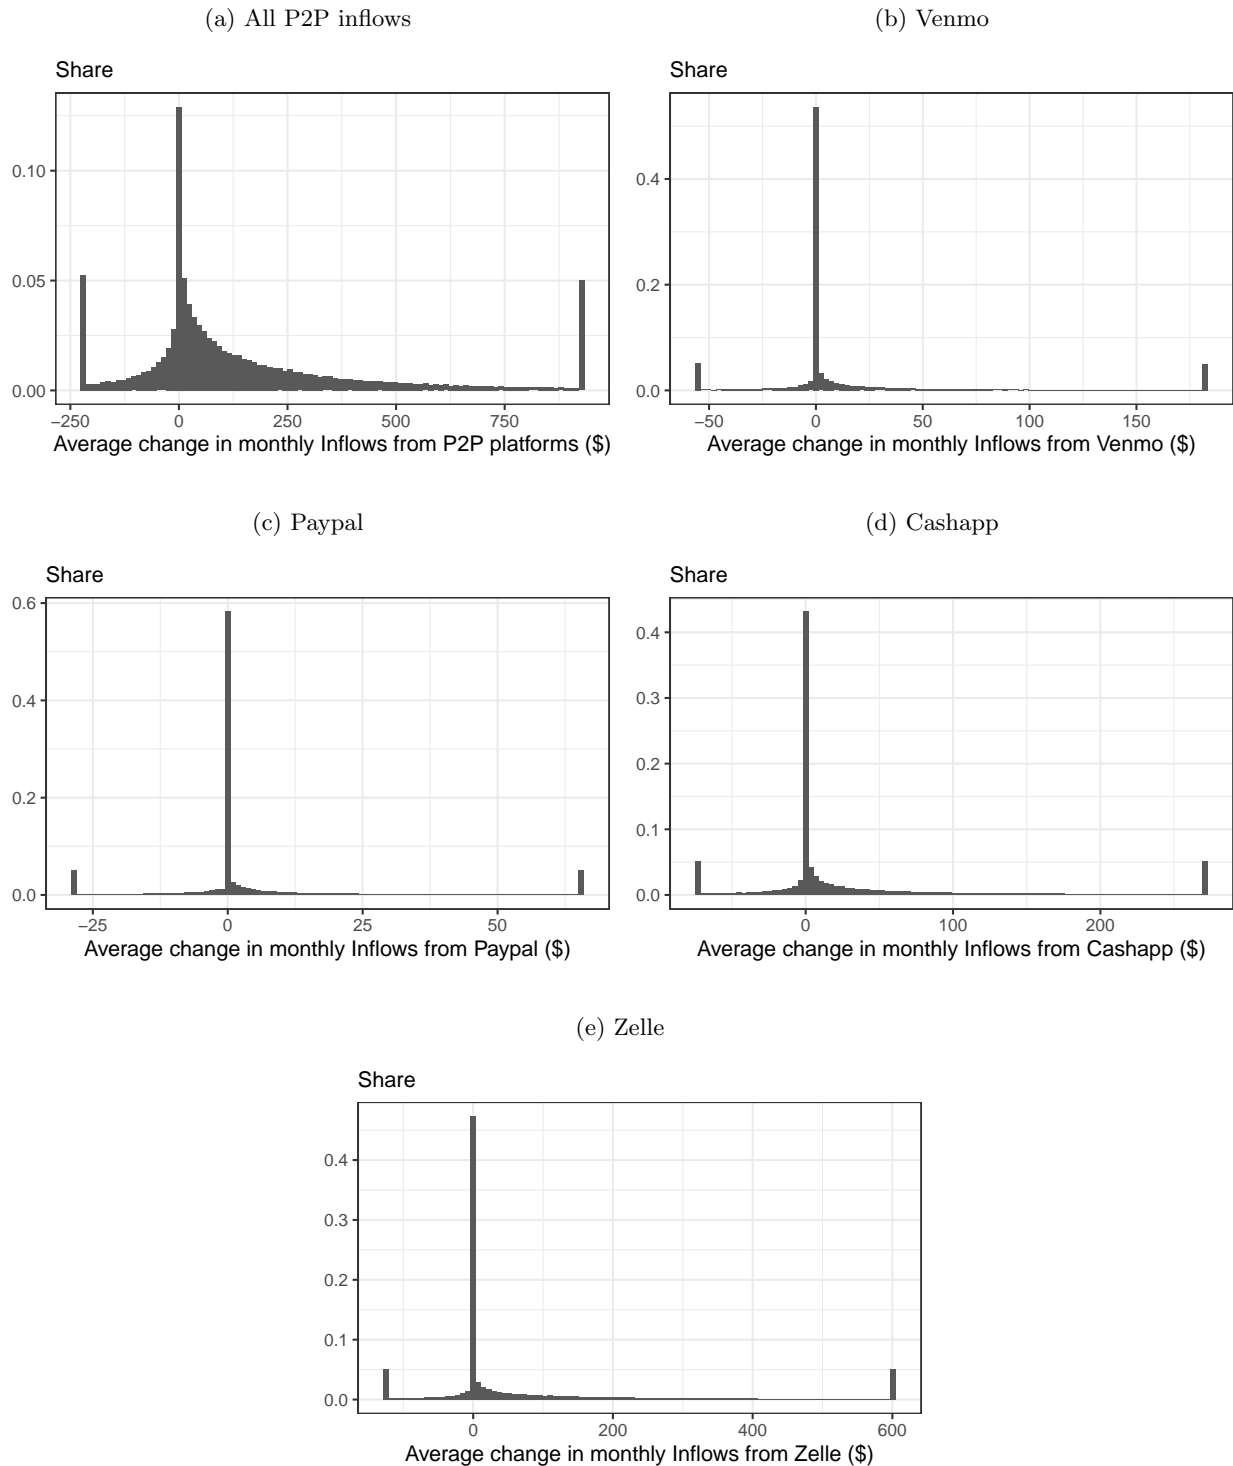 (a) All P2P inflows
Share
0.10
0.05
0.00
−250 0 250 500 750
Average change in monthly Inflows from P2P platforms ($)
(b) Venmo
Share
0.4
0.2
0.0
−50 0 50 100 150
Average change in monthly Inflows from Venmo ($)
(c) Paypal
Share
0.6
0.4
0.2
0.0
−25 0 25 50
Average change in monthly Inflows from Paypal ($)
(d) Cashapp
Share
0.4
0.3
0.2
0.1
0.0
0 100 200
Average change in monthly Inflows from Cashapp ($)
(e) Zelle
Share
0.4
0.3
0.2
0.1
0.0
0 200 400 600
Average change in monthly Inflows from Zelle ($)